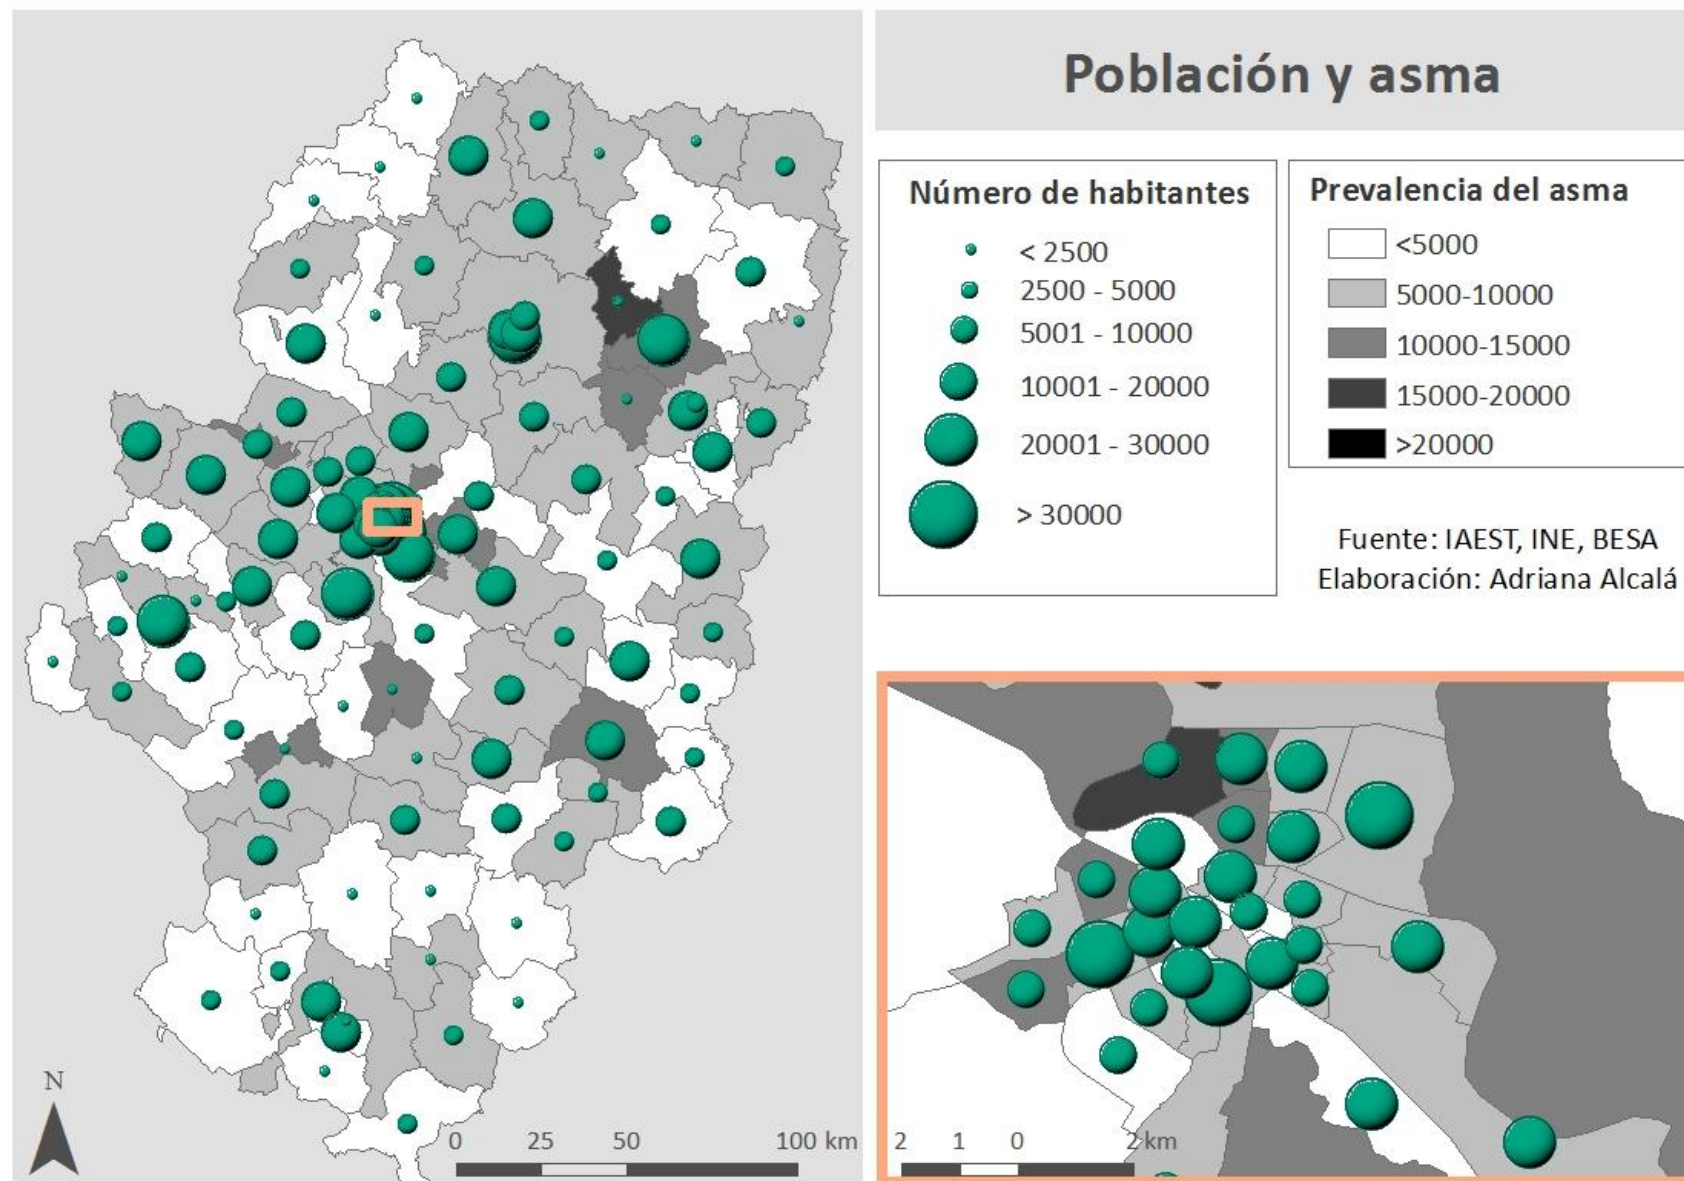 Población y asma
Número de habitantes
< 2500
2500 - 5000
5001 - 10000
10001 - 20000
20001 - 30000
> 30000
Prevalencia del asma
<5000
5000-10000
10000-15000
15000-20000
>20000
Fuente: IAEST, INE, BESA
Elaboración: Adriana Alcalá
N
0 25 50 100 km
2 1 0 2 km